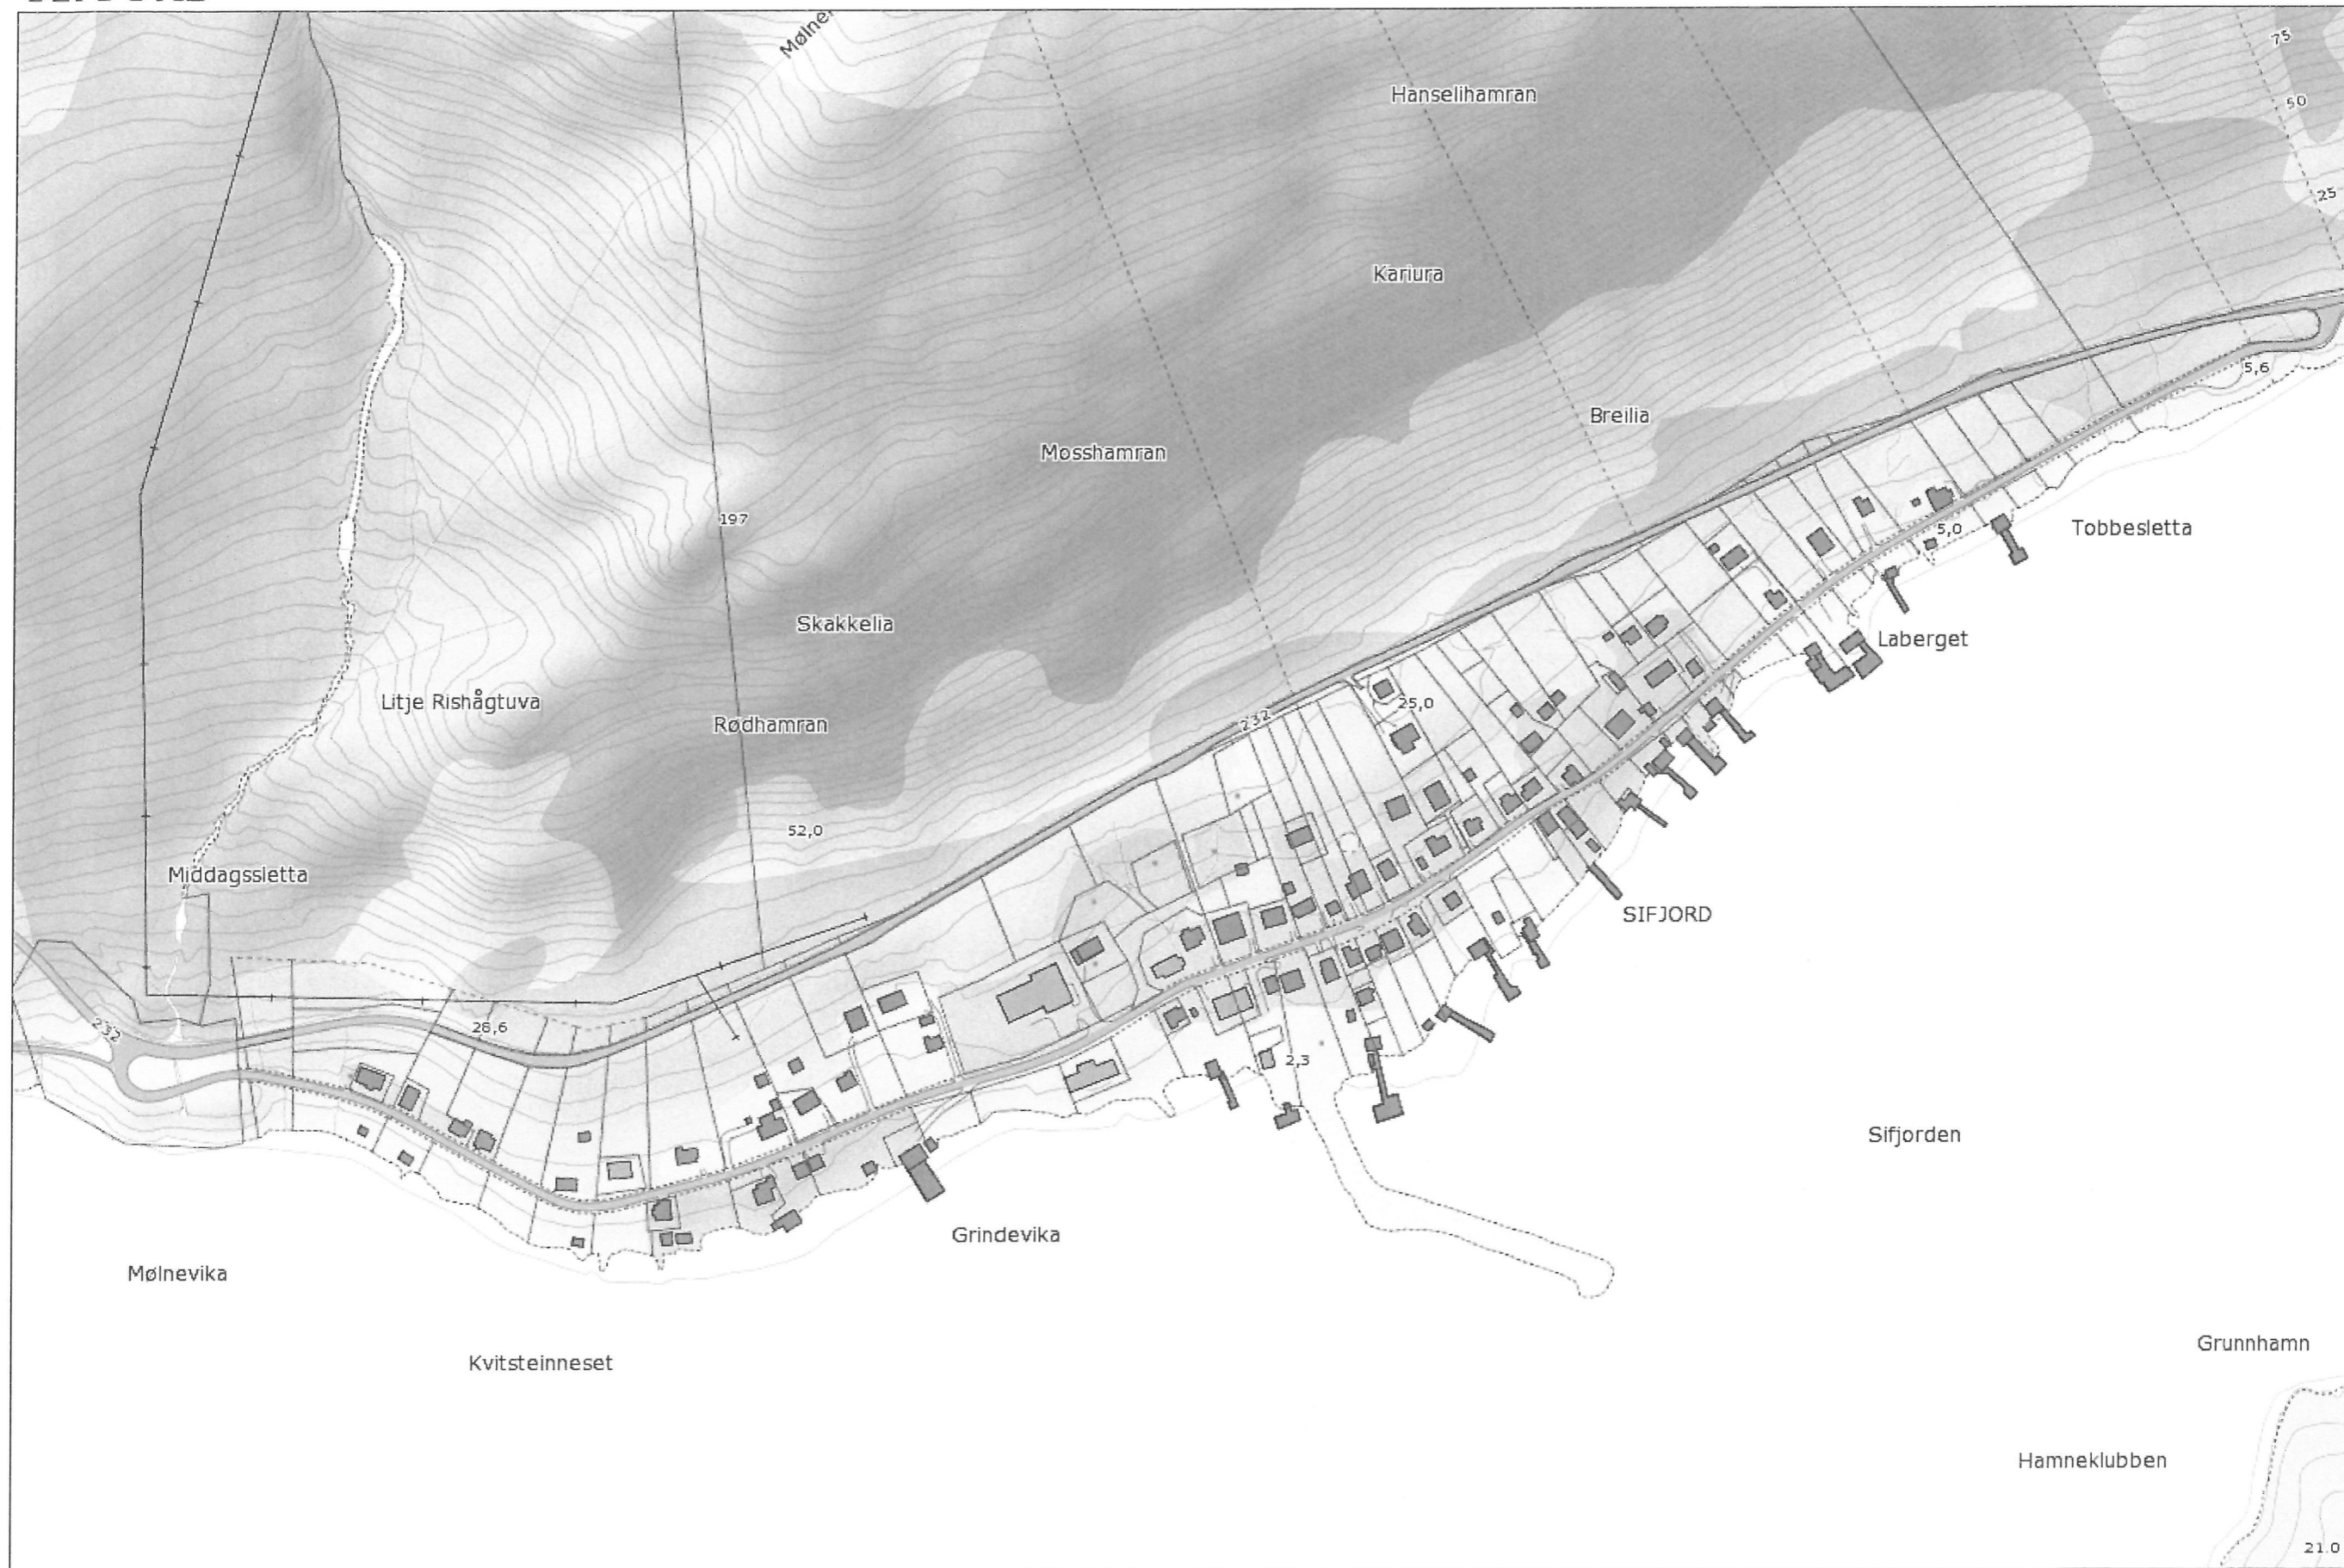 75
Hanselihamran
50
25
Kariura
5,6
Breilia
Mosshamran
197
5,0
Tobbesletta
Skakkelia
Laberget
Litje Rishågtuva
25,0
232
Rødhamran
52,0
Middagssletta
SIFJORD
28,6
232
2,3
Sifjorden
Grindevika
Mølnevika
Grunnhamn
Kvitsteinneset
Hamneklubben
21.0